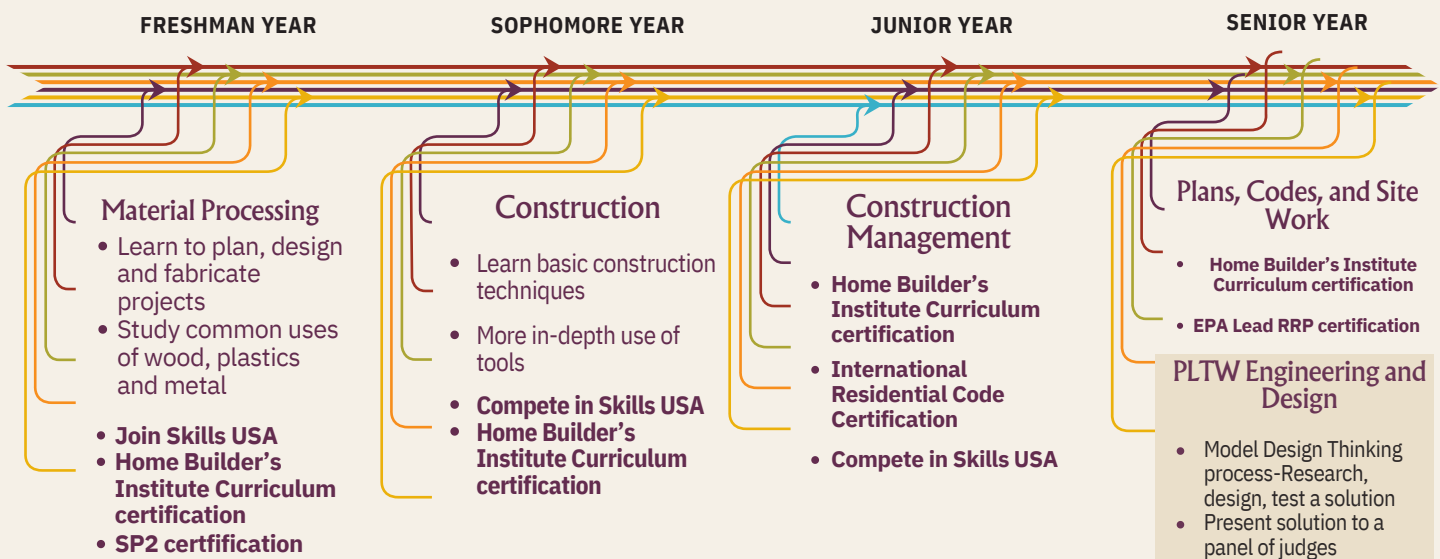 FRESHMAN YEAR
SOPHOMORE YEAR
JUNIOR YEAR
SENIOR YEAR
Material Processing
• Learn to plan, design
and fabricate
projects
• Study common uses
of wood, plastics
and metal
• Join Skills USA
• Home Builder's
Institute Curriculum
certification
• SP2 certfification
Construction
• Learn basic construction
techniques
• More in-depth use of
tools
• Compete in Skills USA
• Home Builder's
Institute Curriculum
certification
Construction
Management
• Home Builder's
Institute Curriculum
certification
• International
Residential Code
Certification
• Compete in Skills USA
Plans, Codes, and Site
Work
• Home Builder's Institute
Curriculum certification
• EPA Lead RRP certification
PLTW Engineering and
Design
• Model Design Thinking
process-Research,
design, test a solution
• Present solution to a
panel of judges